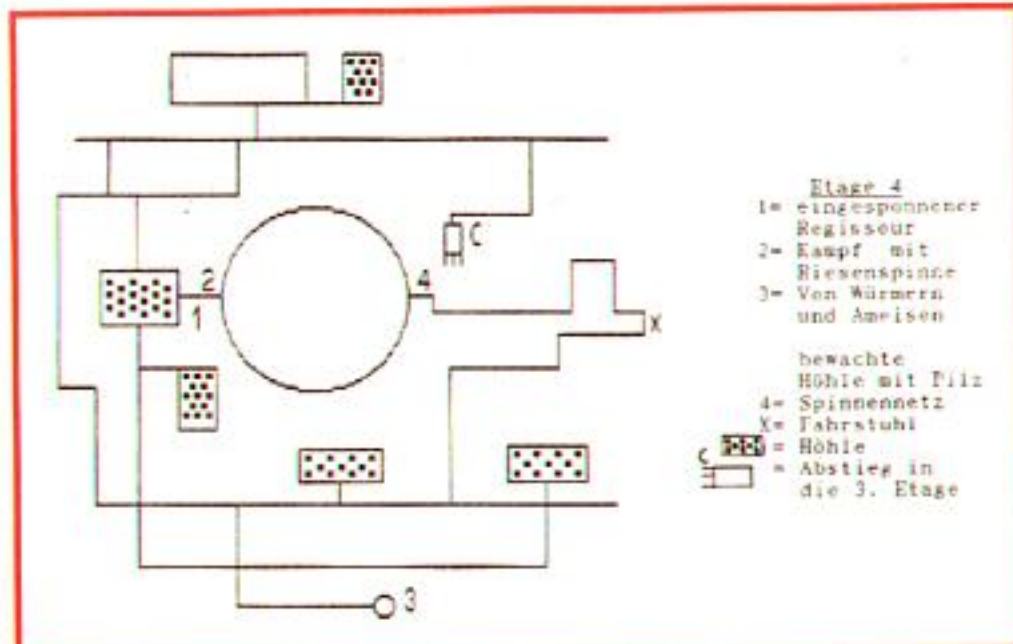 Etage 4
1= eingesponnener
Regisseur
2= Kampf mit
Riesenspinne
3= Von Würmern
und Ameisen
bewachte
Höhle mit Pilz
4= Spinnennetz
X= Fahrstuhl
= Höhle
C = Abstieg in
die 3. Etage
C
2
4
1
X
3